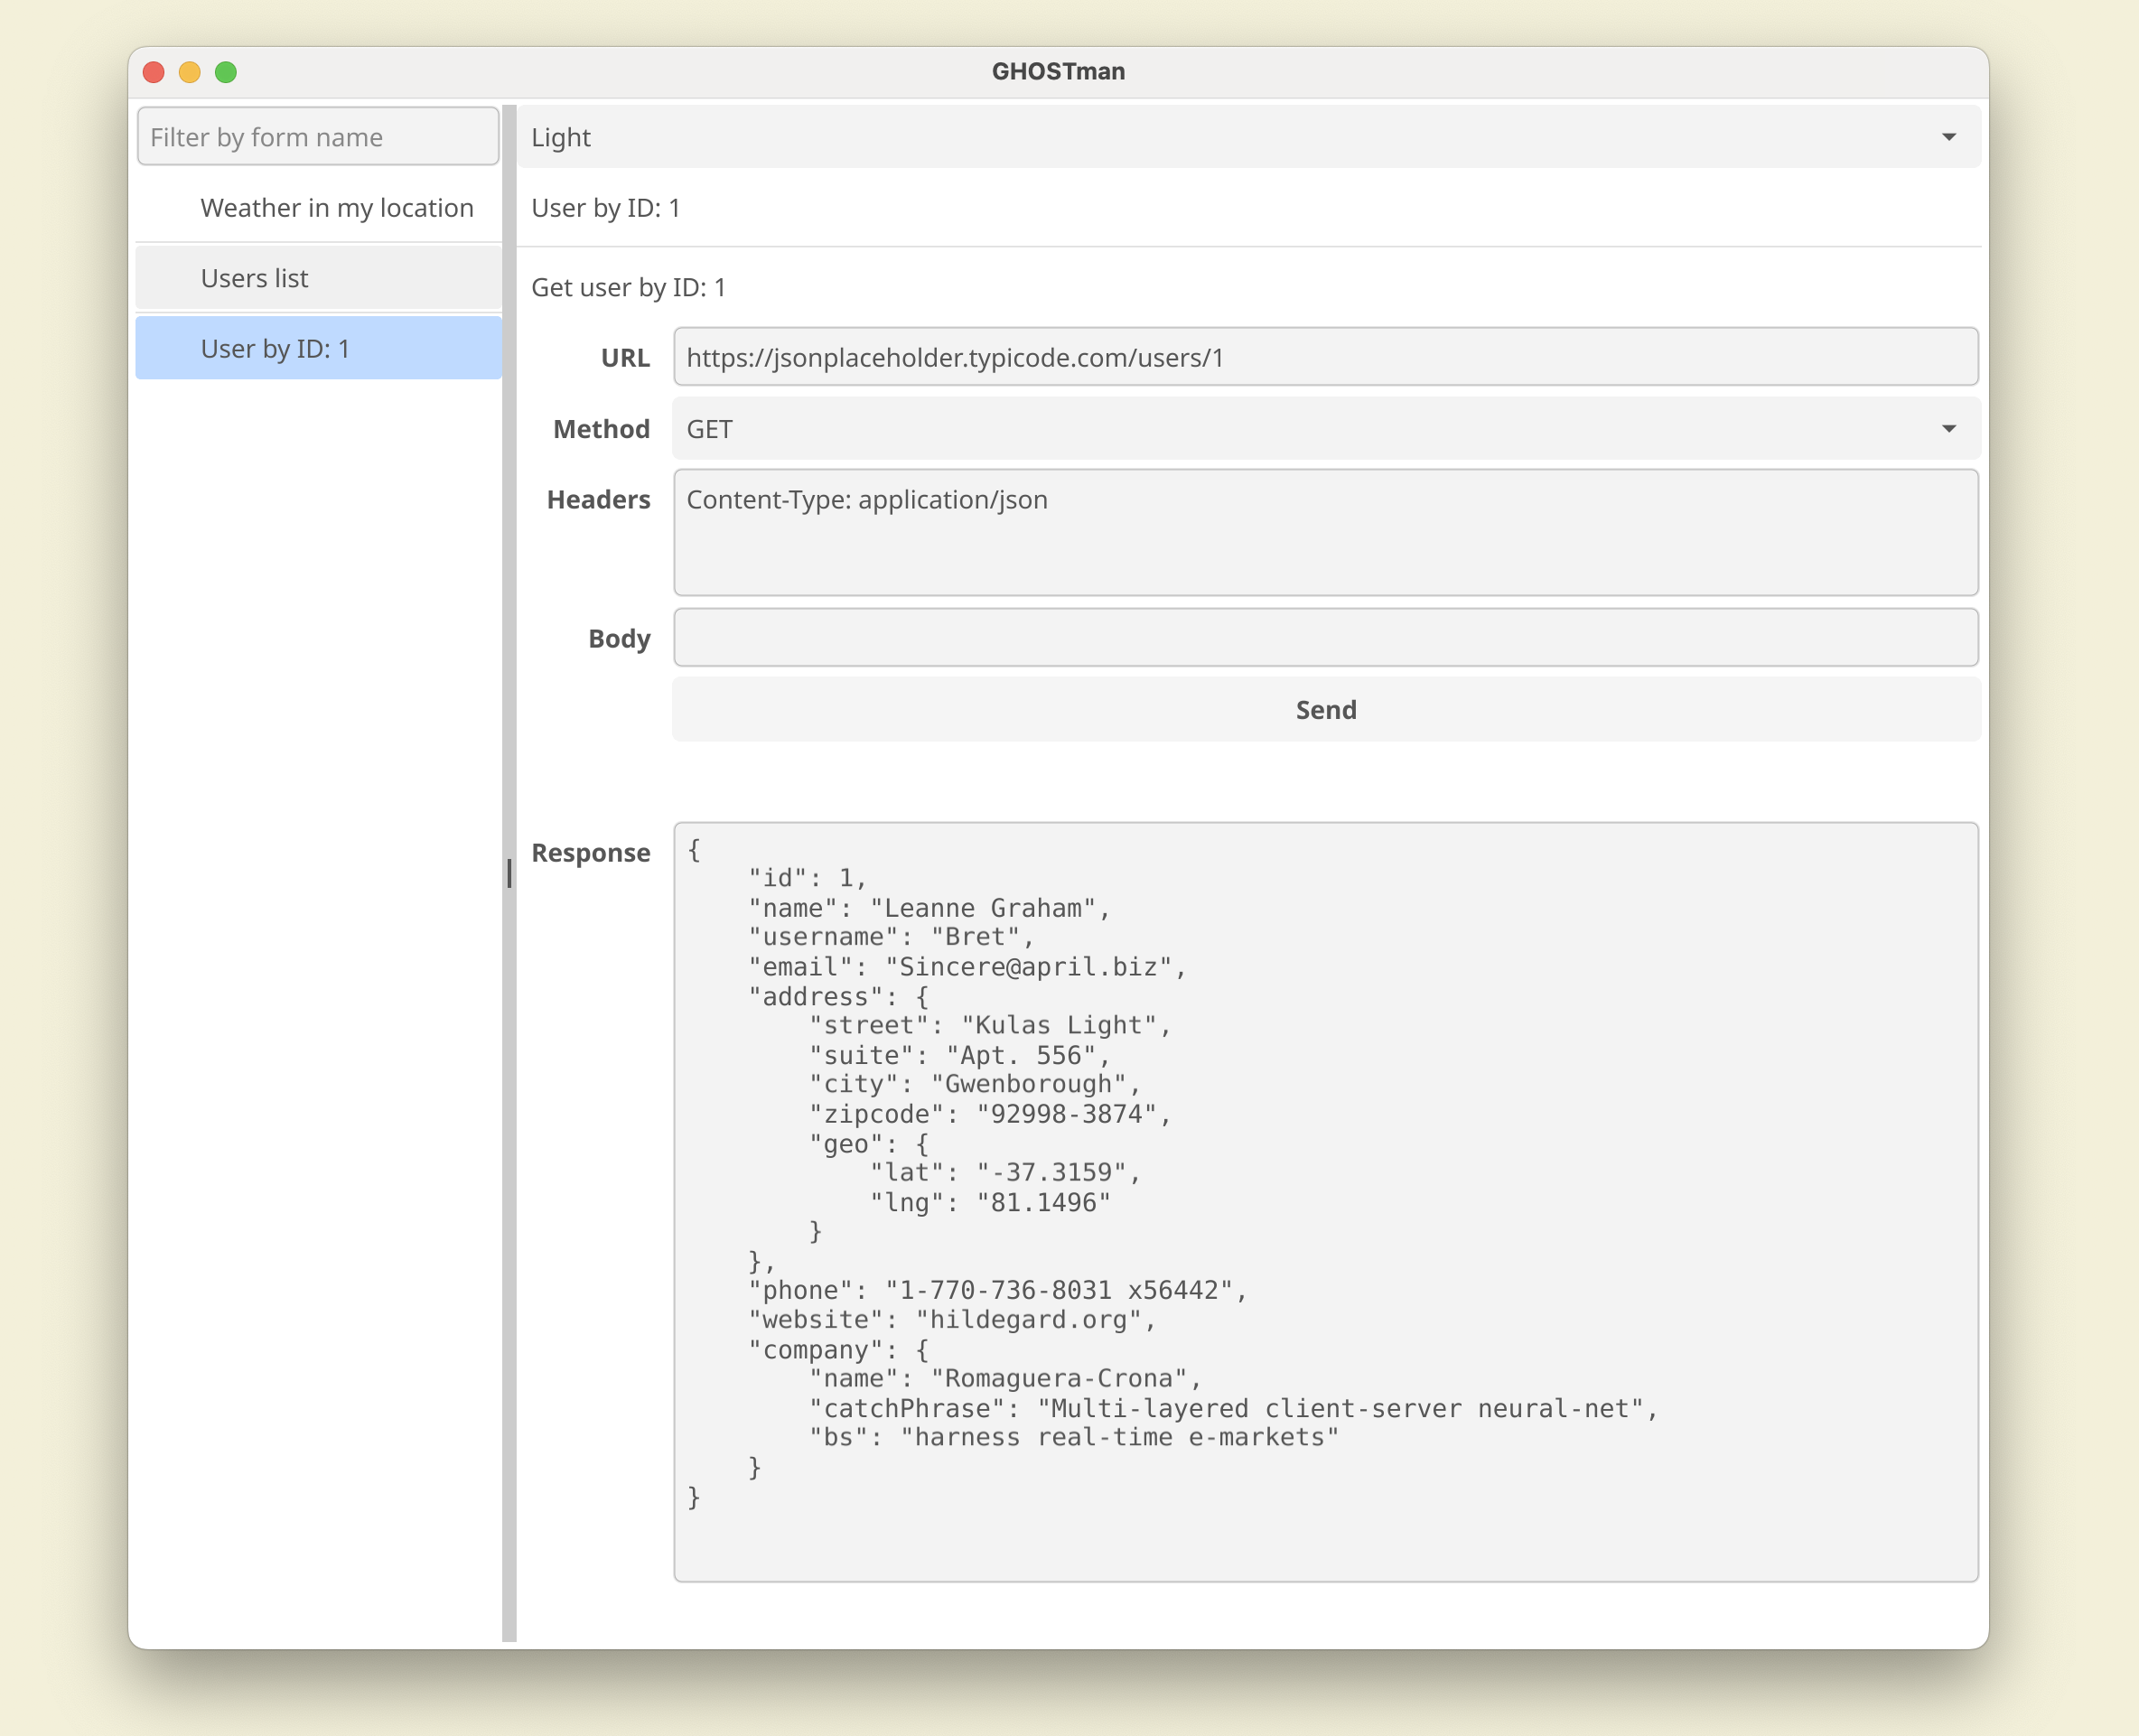 GHOSTman
Filter by form name
Weather in my location
Users list
User by ID: 1
Light
User by ID: 1
Get user by ID: 1
URL
https://jsonplaceholder.typicode.com/users/1
Method
GET
Headers
Content-Type: application/json
Body
Send
Response
{
    "id": 1,
    "name": "Leanne Graham",
    "username": "Bret",
    "email": "Sincere@april.biz",
    "address": {
        "street": "Kulas Light",
        "suite": "Apt. 556",
        "city": "Gwenborough",
        "zipcode": "92998-3874",
        "geo": {
            "lat": "-37.3159",
            "lng": "81.1496"
        }
    },
    "phone": "1-770-736-8031 x56442",
    "website": "hildegard.org",
    "company": {
        "name": "Romaguera-Crona",
        "catchPhrase": "Multi-layered client-server neural-net",
        "bs": "harness real-time e-markets"
    }
}